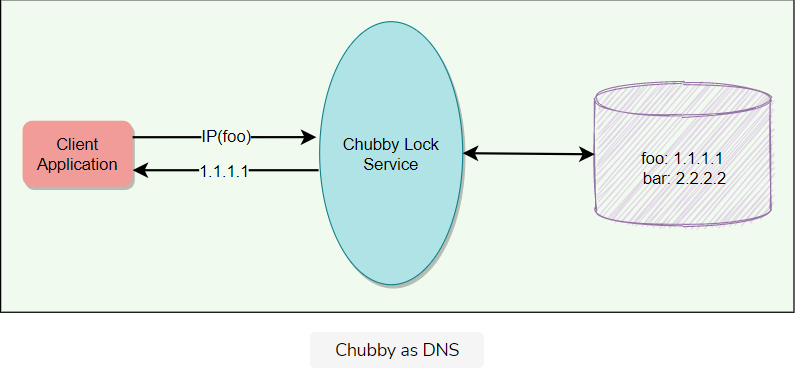 Client
Application
IP(foo)
1.1.1.1
Chubby Lock
Service
foo: 1.1.1.1
bar: 2.2.2.2
Chubby as DNS